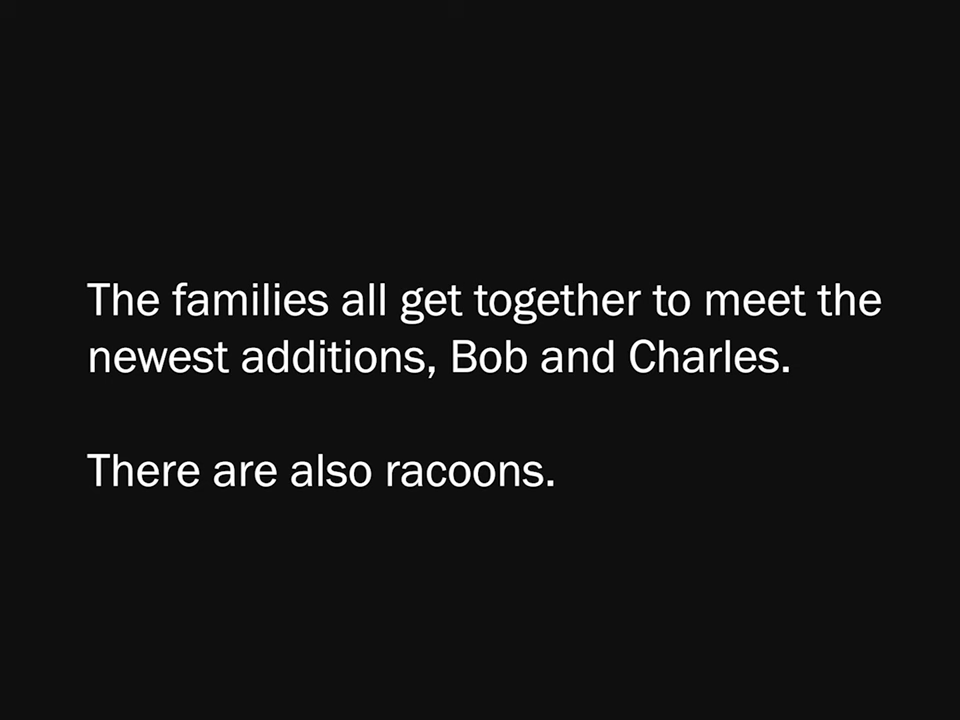 The families all get together to meet the
newest additions, Bob and Charles.
There are also racoons.